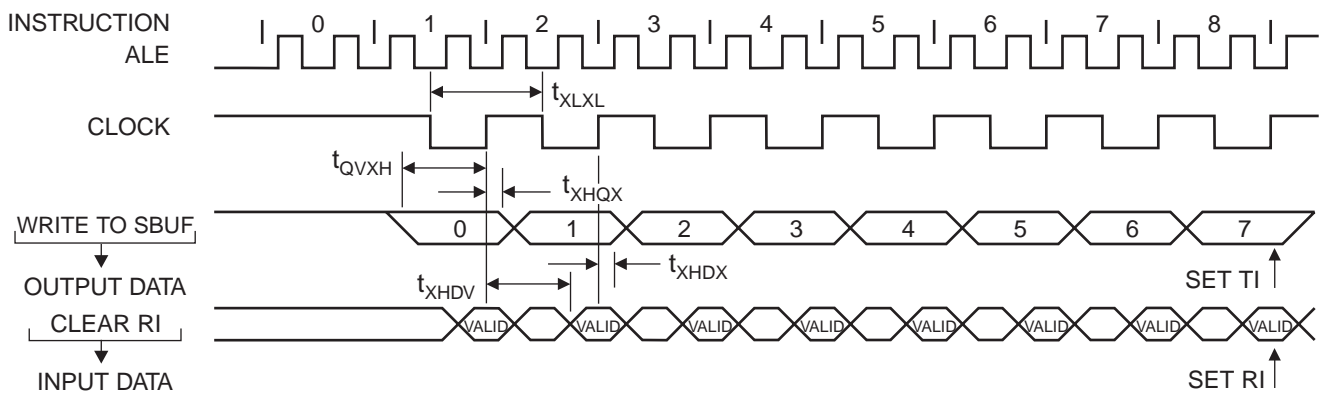 INSTRUCTION 0 1 2 3 4 5 6 7 8
ALE
tXLXL
CLOCK
tQVXH
tXHQX
WRITE TO SBUF 0 1 2 3 4 5 6 7
tXHDX
SET TI
tXHDV
OUTPUT DATA
CLEAR RI VALID VALID VALID VALID VALID VALID VALID VALID
INPUT DATA
SET RI